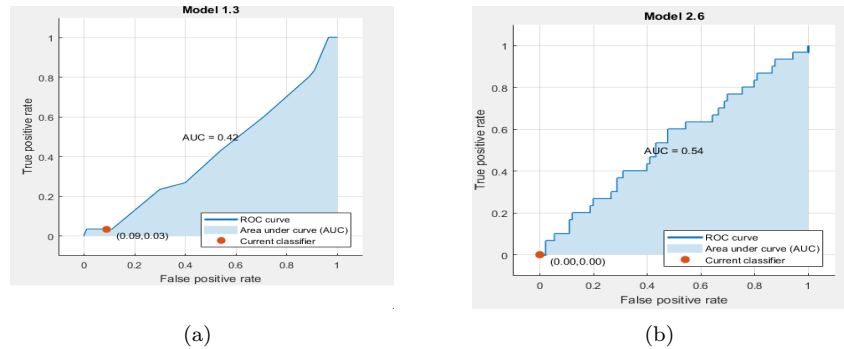 Model 1.3
True positive rate
1
0.8
0.6
0.4
0.2
0
AUC = 0.42
(0.09,0.03)
ROC curve
Area under curve (AUC)
Current classifier
0 0.2 0.4 0.6 0.8 1
False positive rate
(a)
Model 2.6
True positive rate
1
0.8
0.6
0.4
0.2
0
AUC = 0.54
(0.00,0.00)
ROC curve
Area under curve (AUC)
Current classifier
0 0.2 0.4 0.6 0.8 1
False positive rate
(b)